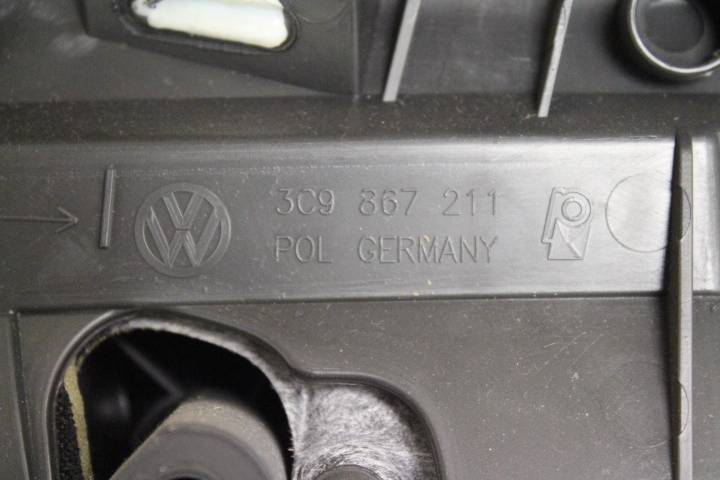 3C9 867 211
POL GERMANY